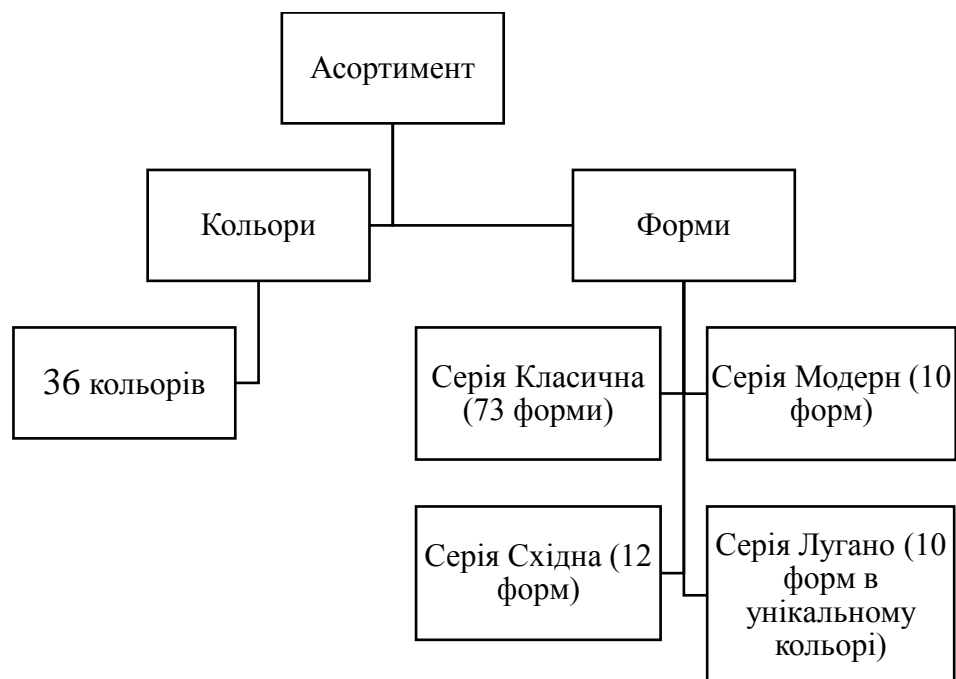 Асортимент
Кольори
Форми
36 кольорів
Серія Класична
(73 форми)
Серія Модерн (10
форм)
Серія Східна (12
форм)
Серія Лугано (10
форм в
унікальному
кольорі)